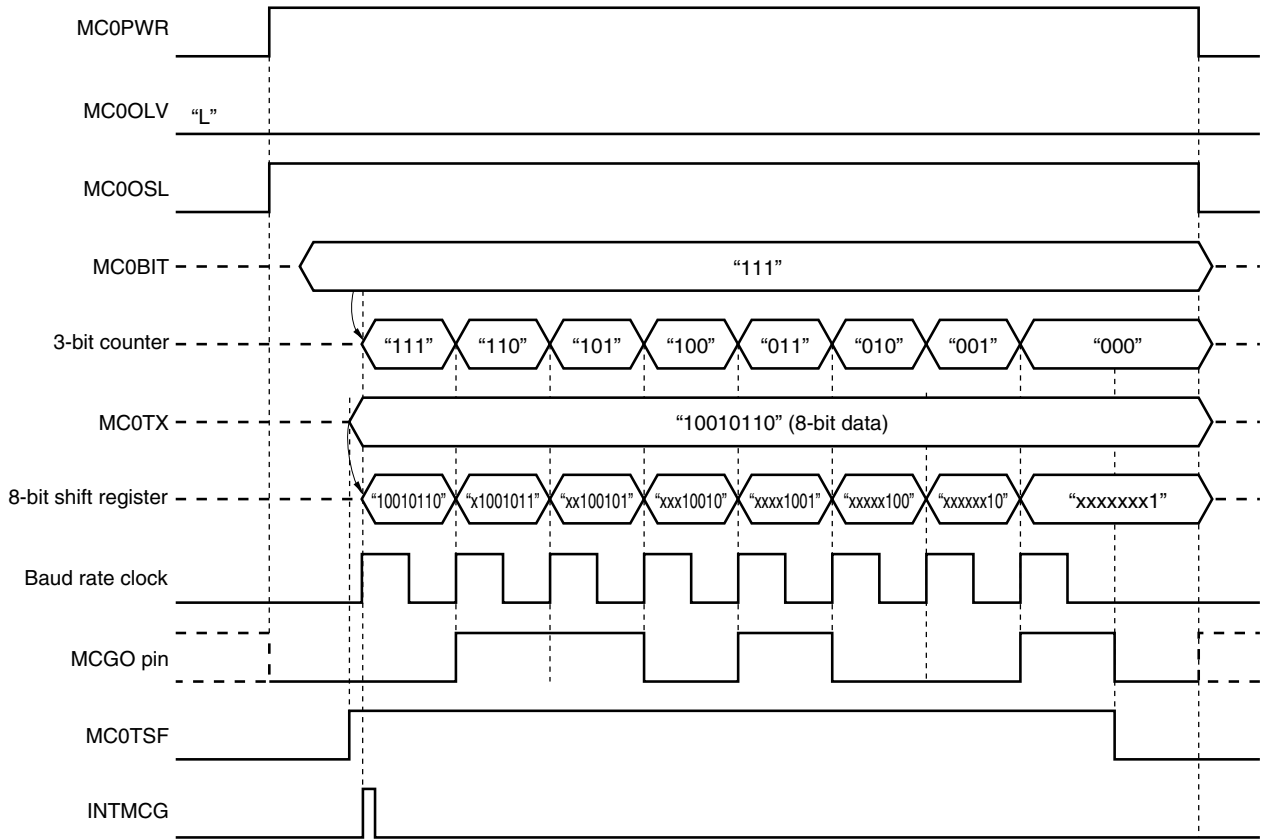 MC0PWR
MC0OLV “L”
MC0OSL
MC0BIT “111”
3-bit counter “111” “110” “101” “100” “011” “010” “001” “000”
MC0TX “10010110” (8-bit data)
8-bit shift register “10010110” “x1001011” “xx100101” “xxx10010” “xxxx1001” “xxxxx100” “xxxxxx10” “xxxxxxx1”
Baud rate clock
MCGO pin
MC0TSF
INTMCG